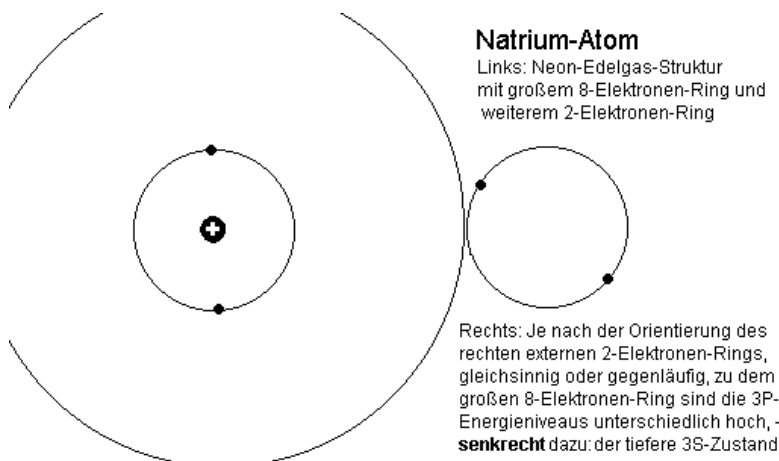 Natrium-Atom
Links: Neon-Edelgas-Struktur
mit großem 8-Elektronen-Ring und
weiterem 2-Elektronen-Ring
Rechts: Je nach der Orientierung des
rechten externen 2-Elektronen-Rings,
gleichsinnig oder gegenläufig, zu dem
großen 8-Elektronen-Ring sind die 3P-
Energieniveaus unterschiedlich hoch, -
senkrecht dazu: der tiefere 3S-Zustand